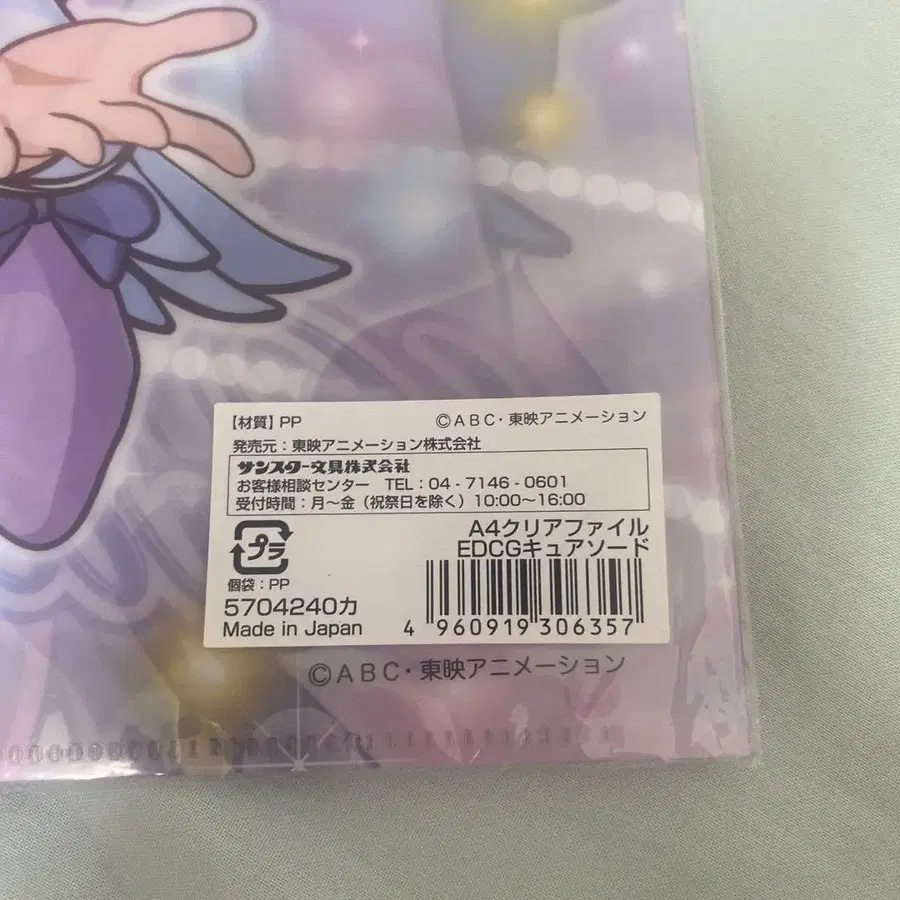 【材質】PP ©ABC・東映アニメーション
発売元：東映アニメーション株式会社
サンスター文具株式会社
お客様相談センター TEL：04-7146-0601
受付時間：月〜金（祝祭日を除く）10:00〜16:00
A4クリアファイル
EDCGキュアソード
プラ
個袋：PP
5704240カ
Made in Japan
4 960919 306357
©ABC・東映アニメーション